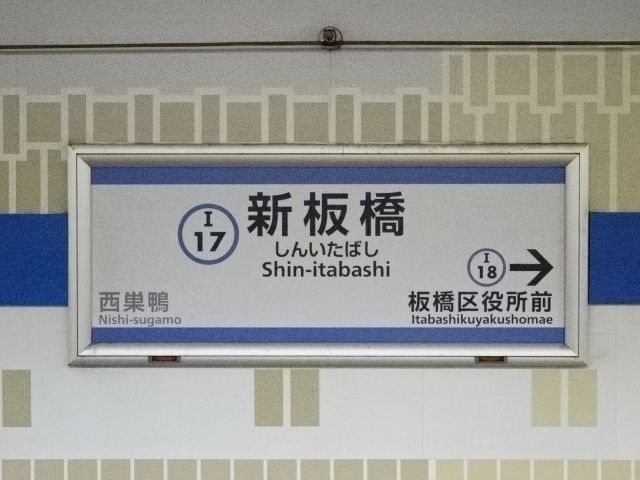 I
17
新板橋
しんいたばし
Shin-itabashi
I
18
西巣鴨
Nishi-sugamo
板橋区役所前
Itabashikuyakushomae